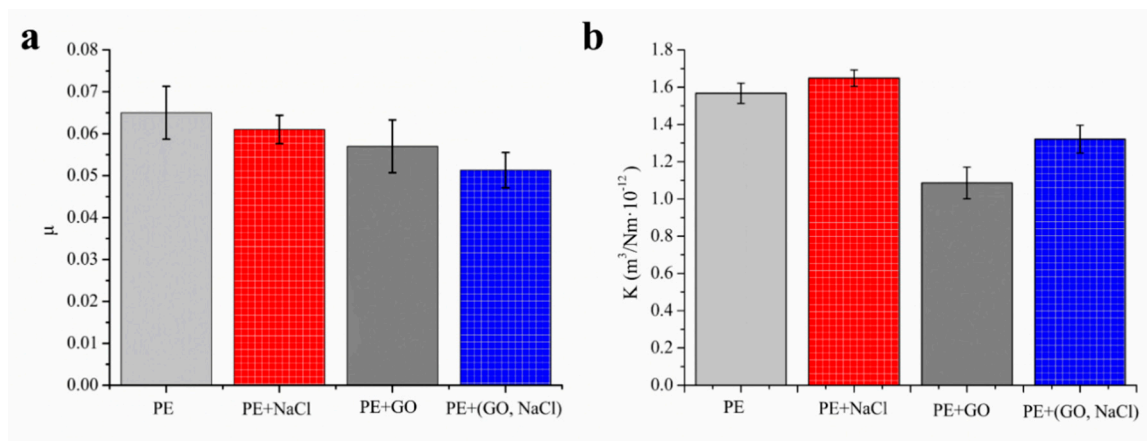 a
0.08
0.07
0.06
0.05
0.04
0.03
0.02
0.01
0.00
μ
PE
PE+NaCl
PE+GO
PE+(GO, NaCl)
b
1.8
1.6
1.4
1.2
1.0
0.8
0.6
0.4
0.2
0.0
K (m³/Nm·10⁻¹²)
PE
PE+NaCl
PE+GO
PE+(GO, NaCl)